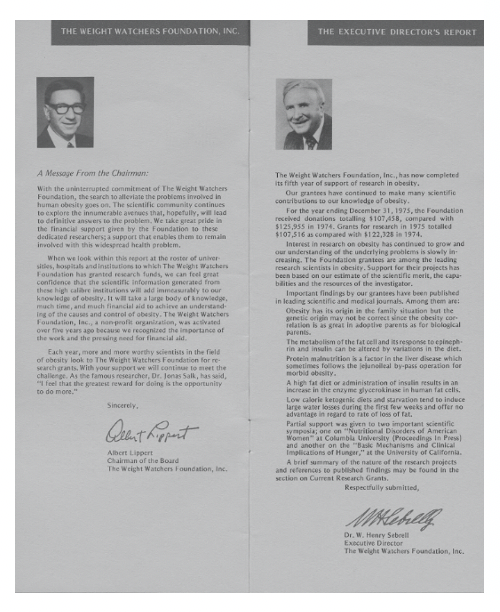 THE WEIGHT WATCHERS FOUNDATION, INC.
A Message From the Chairman:
With the uninterrupted commitment of The Weight Watchers
Foundation, the search to alleviate the problems involved in
human obesity goes on. The scientific community continues
to explore the innumerable avenues that, hopefully, will lead
to definitive answers to the problem. We take great pride in
the financial support given by the Foundation to these
dedicated researchers; a support that enables them to remain
involved with this widespread health problem.
When we look within this report at the roster of univer-
sities, hospitals and institutions to which The Weight Watchers
Foundation has granted research funds, we can feel great
confidence that the scientific information generated from
these high calibre institutions will add immeasurably to our
knowledge of obesity. It will take a large body of knowledge,
much time, and much financial aid to achieve an understand-
ing of the causes and control of obesity. The Weight Watchers
Foundation, Inc., a non-profit organization, was activated
over five years ago because we recognized the importance of
the work and the pressing need for financial aid.
Each year, more and more worthy scientists in the field
of obesity look to The Weight Watchers Foundation for re-
search grants. With your support we will continue to meet the
challenge. As the famous researcher, Dr. Jonas Salk, has said,
"I feel that the greatest reward for doing is the opportunity
to do more."
Sincerely,
Albert Lippert
Albert Lippert
Chairman of the Board
The Weight Watchers Foundation, Inc.
THE EXECUTIVE DIRECTOR'S REPORT
The Weight Watchers Foundation, Inc., has now completed
its fifth year of support of research in obesity.
Our grantees have continued to make many scientific
contributions to our knowledge of obesity.
For the year ending December 31, 1975, the Foundation
received donations totalling $107,458, compared with
$125,955 in 1974. Grants for research in 1975 totalled
$107,516 as compared with $122,328 in 1974.
Interest in research on obesity has continued to grow and
our understanding of the underlying problems is slowly in-
creasing. The Foundation grantees are among the leading
research scientists in obesity. Support for their projects has
been based on our estimate of the scientific merit, the capa-
bilities and the resources of the investigator.
Important findings by our grantees have been published
in leading scientific and medical journals. Among them are:
Obesity has its origin in the family situation but the
genetic origin may not be correct since the obesity cor-
relation is as great in adoptive parents as for biological
parents.
The metabolism of the fat cell and its response to epineph-
rin and insulin can be altered by variations in the diet.
Protein malnutrition is a factor in the liver disease which
sometimes follows the jejunoileal by-pass operation for
morbid obesity.
A high fat diet or administration of insulin results in an
increase in the enzyme glycerokinase in human fat cells.
Low calorie ketogenic diets and starvation tend to induce
large water losses during the first few weeks and offer no
advantage in regard to rate of loss of fat.
Partial support was given to two important scientific
symposia; one on "Nutritional Disorders of American
Women" at Columbia University (Proceedings in Press)
and another on the "Basic Mechanisms and Clinical
Implications of Hunger," at the University of California.
A brief summary of the nature of the research projects
and references to published findings may be found in the
section on Current Research Grants.
Respectfully submitted,
WHSebrell
Dr. W. Henry Sebrell
Executive Director
The Weight Watchers Foundation, Inc.